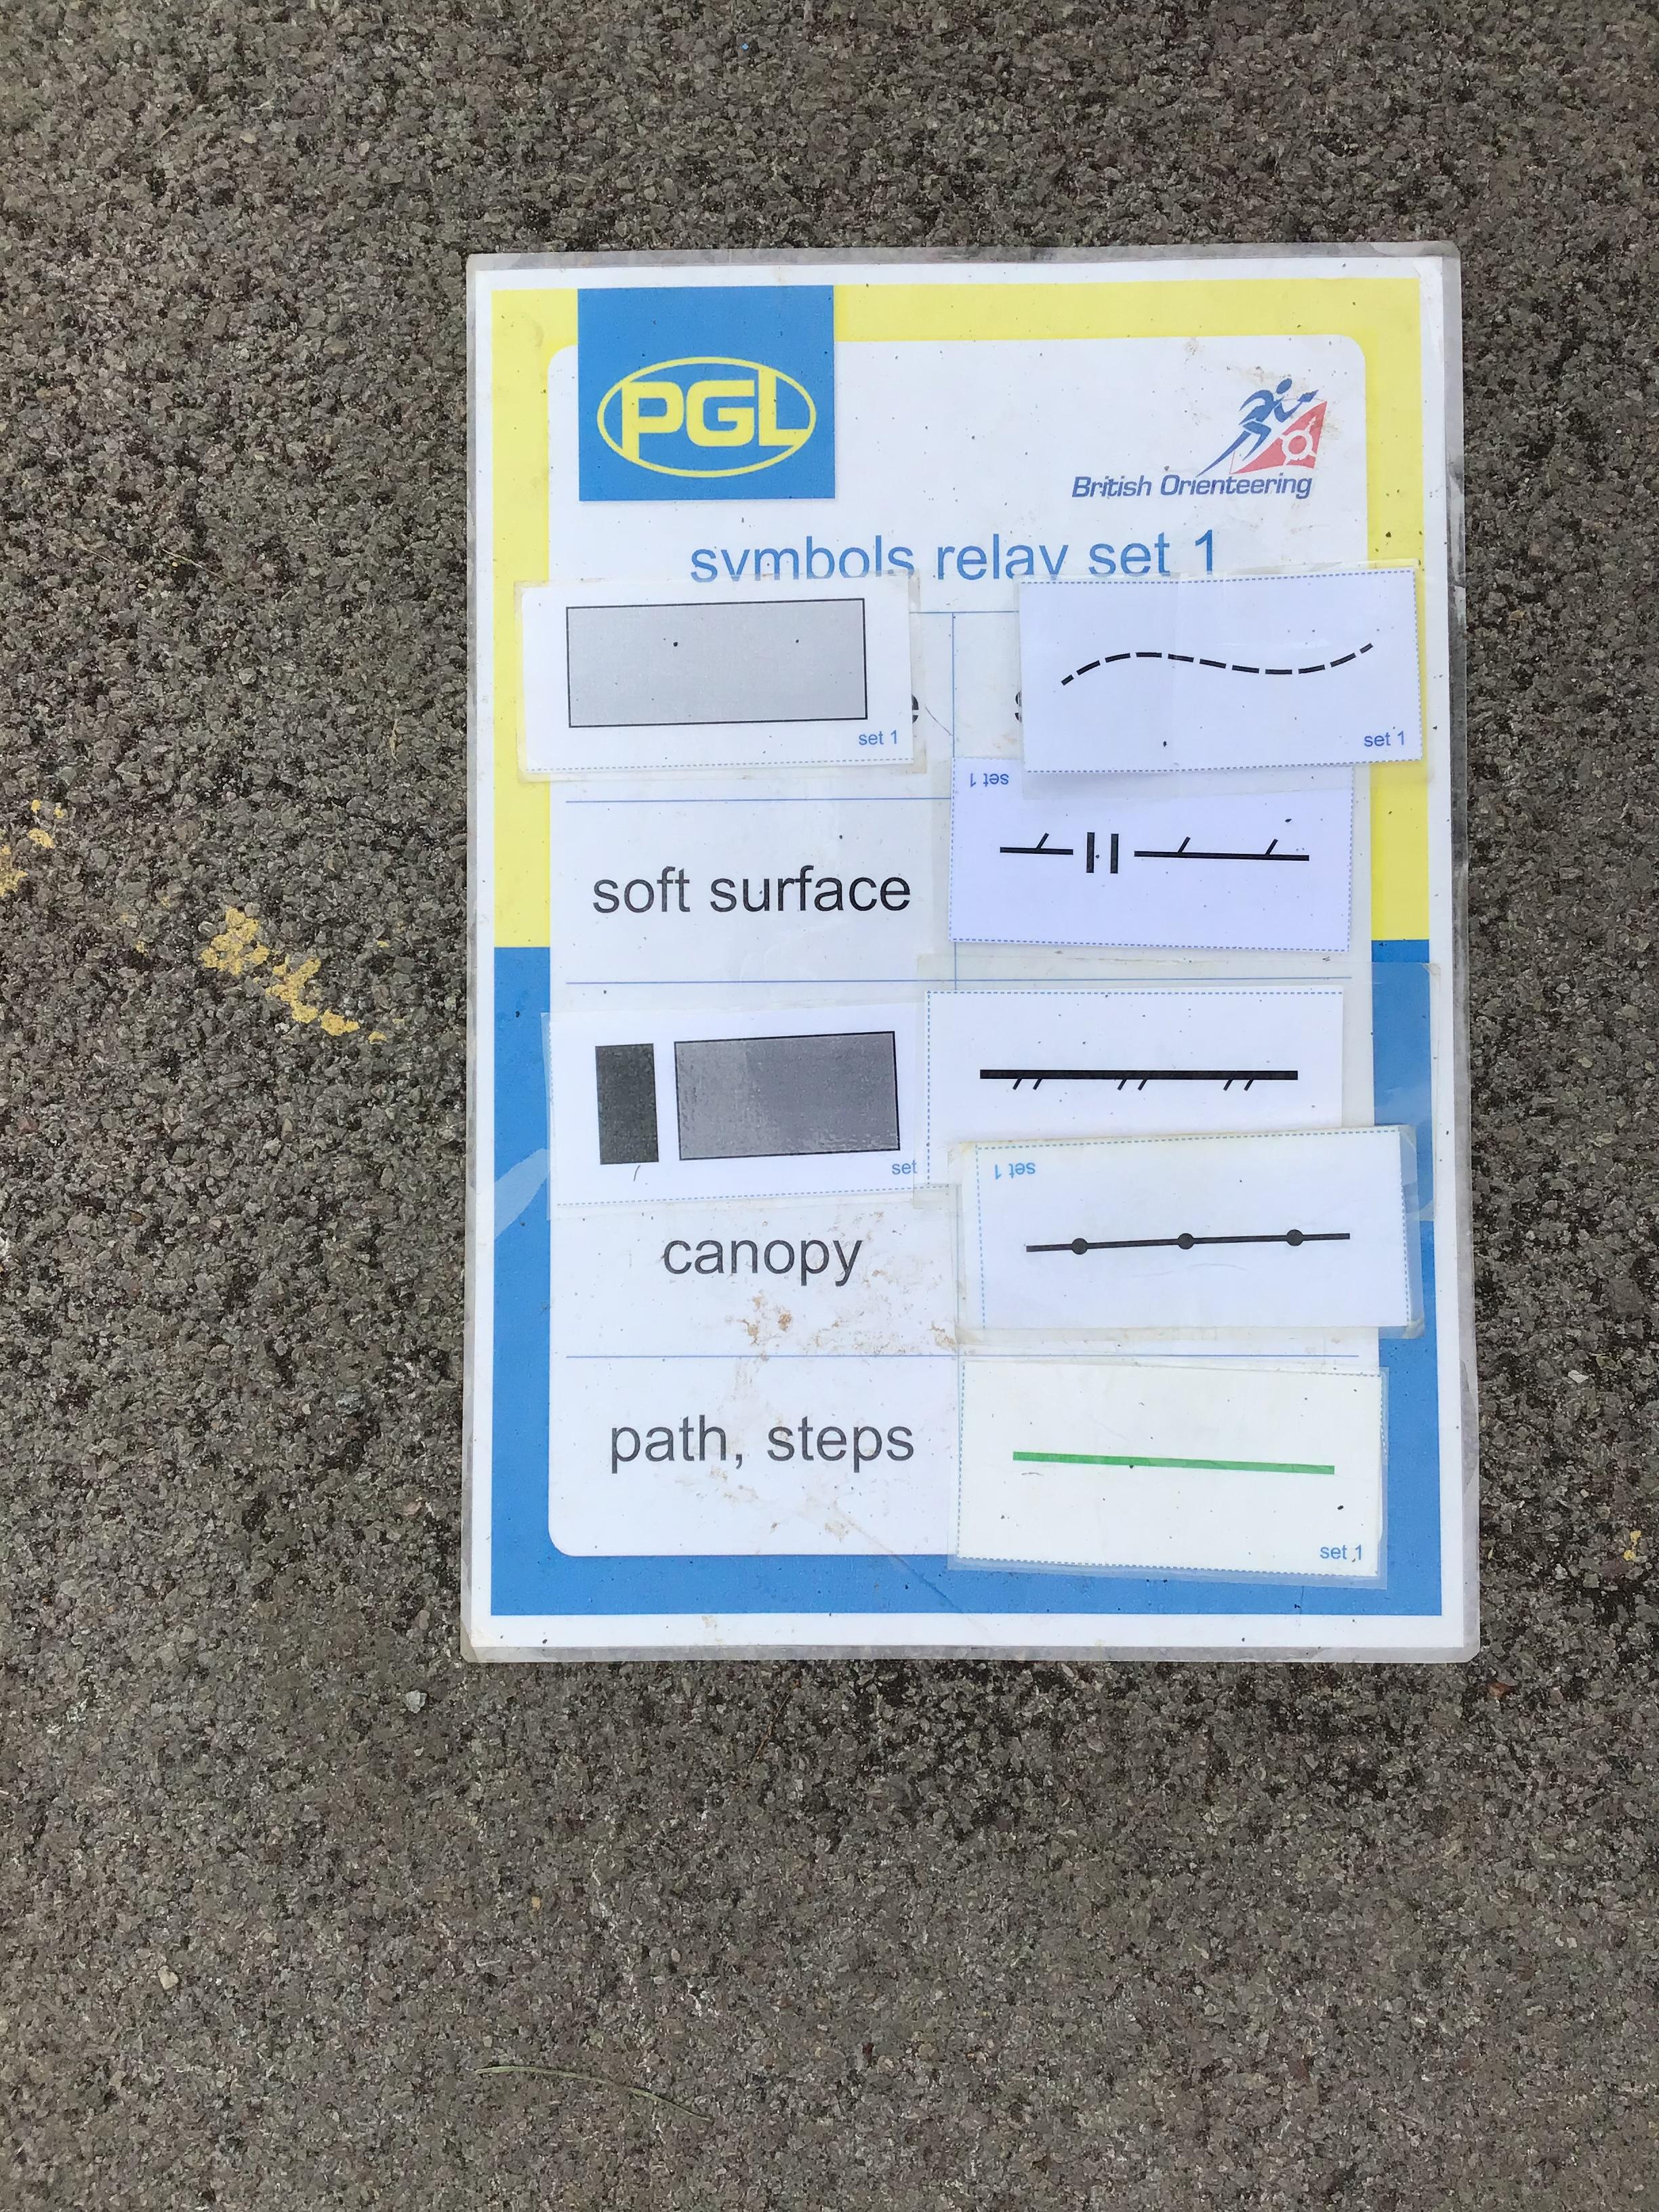 PGL
British Orienteering
symbols relay set 1
set 1
set 1
set 1
soft surface
set
set 1
canopy
path, steps
set 1